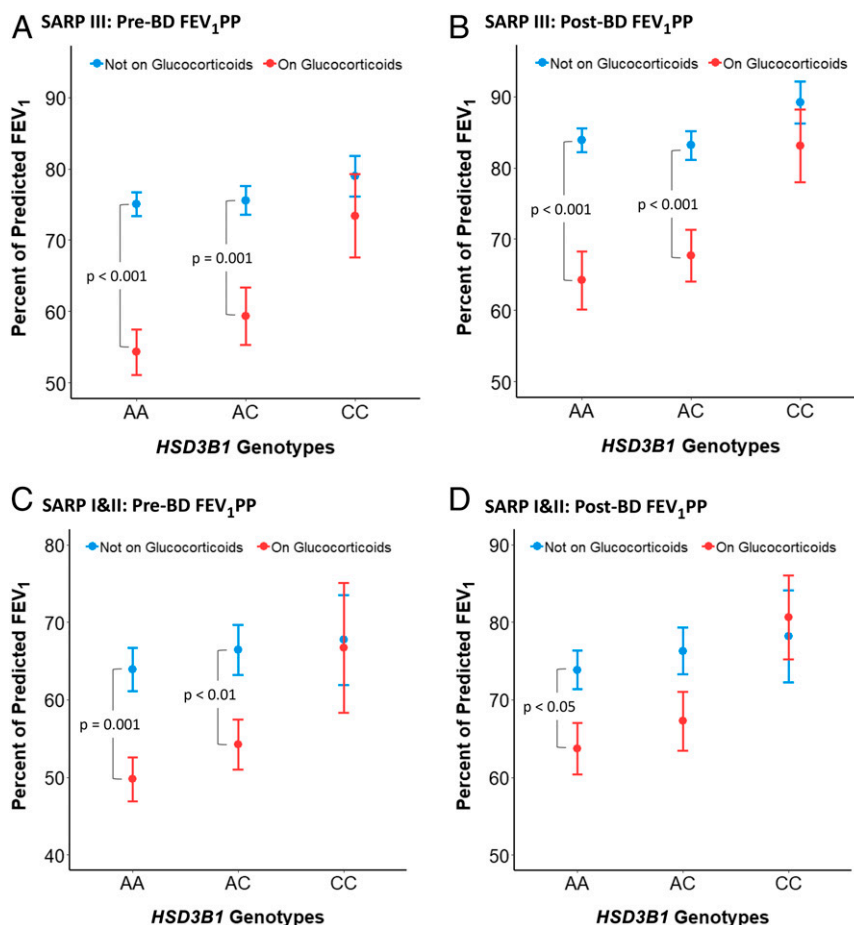 A SARP III: Pre-BD FEV₁PP
Not on Glucocorticoids On Glucocorticoids
Percent of Predicted FEV₁
90
80
70
60
50
p < 0.001
p = 0.001
AA AC CC
HSD3B1 Genotypes
B SARP III: Post-BD FEV₁PP
Not on Glucocorticoids On Glucocorticoids
Percent of Predicted FEV₁
90
80
70
60
50
p < 0.001
p < 0.001
AA AC CC
HSD3B1 Genotypes
C SARP I&II: Pre-BD FEV₁PP
Not on Glucocorticoids On Glucocorticoids
Percent of Predicted FEV₁
80
70
60
50
40
p = 0.001
p < 0.01
AA AC CC
HSD3B1 Genotypes
D SARP I&II: Post-BD FEV₁PP
Not on Glucocorticoids On Glucocorticoids
Percent of Predicted FEV₁
90
80
70
60
50
p < 0.05
AA AC CC
HSD3B1 Genotypes